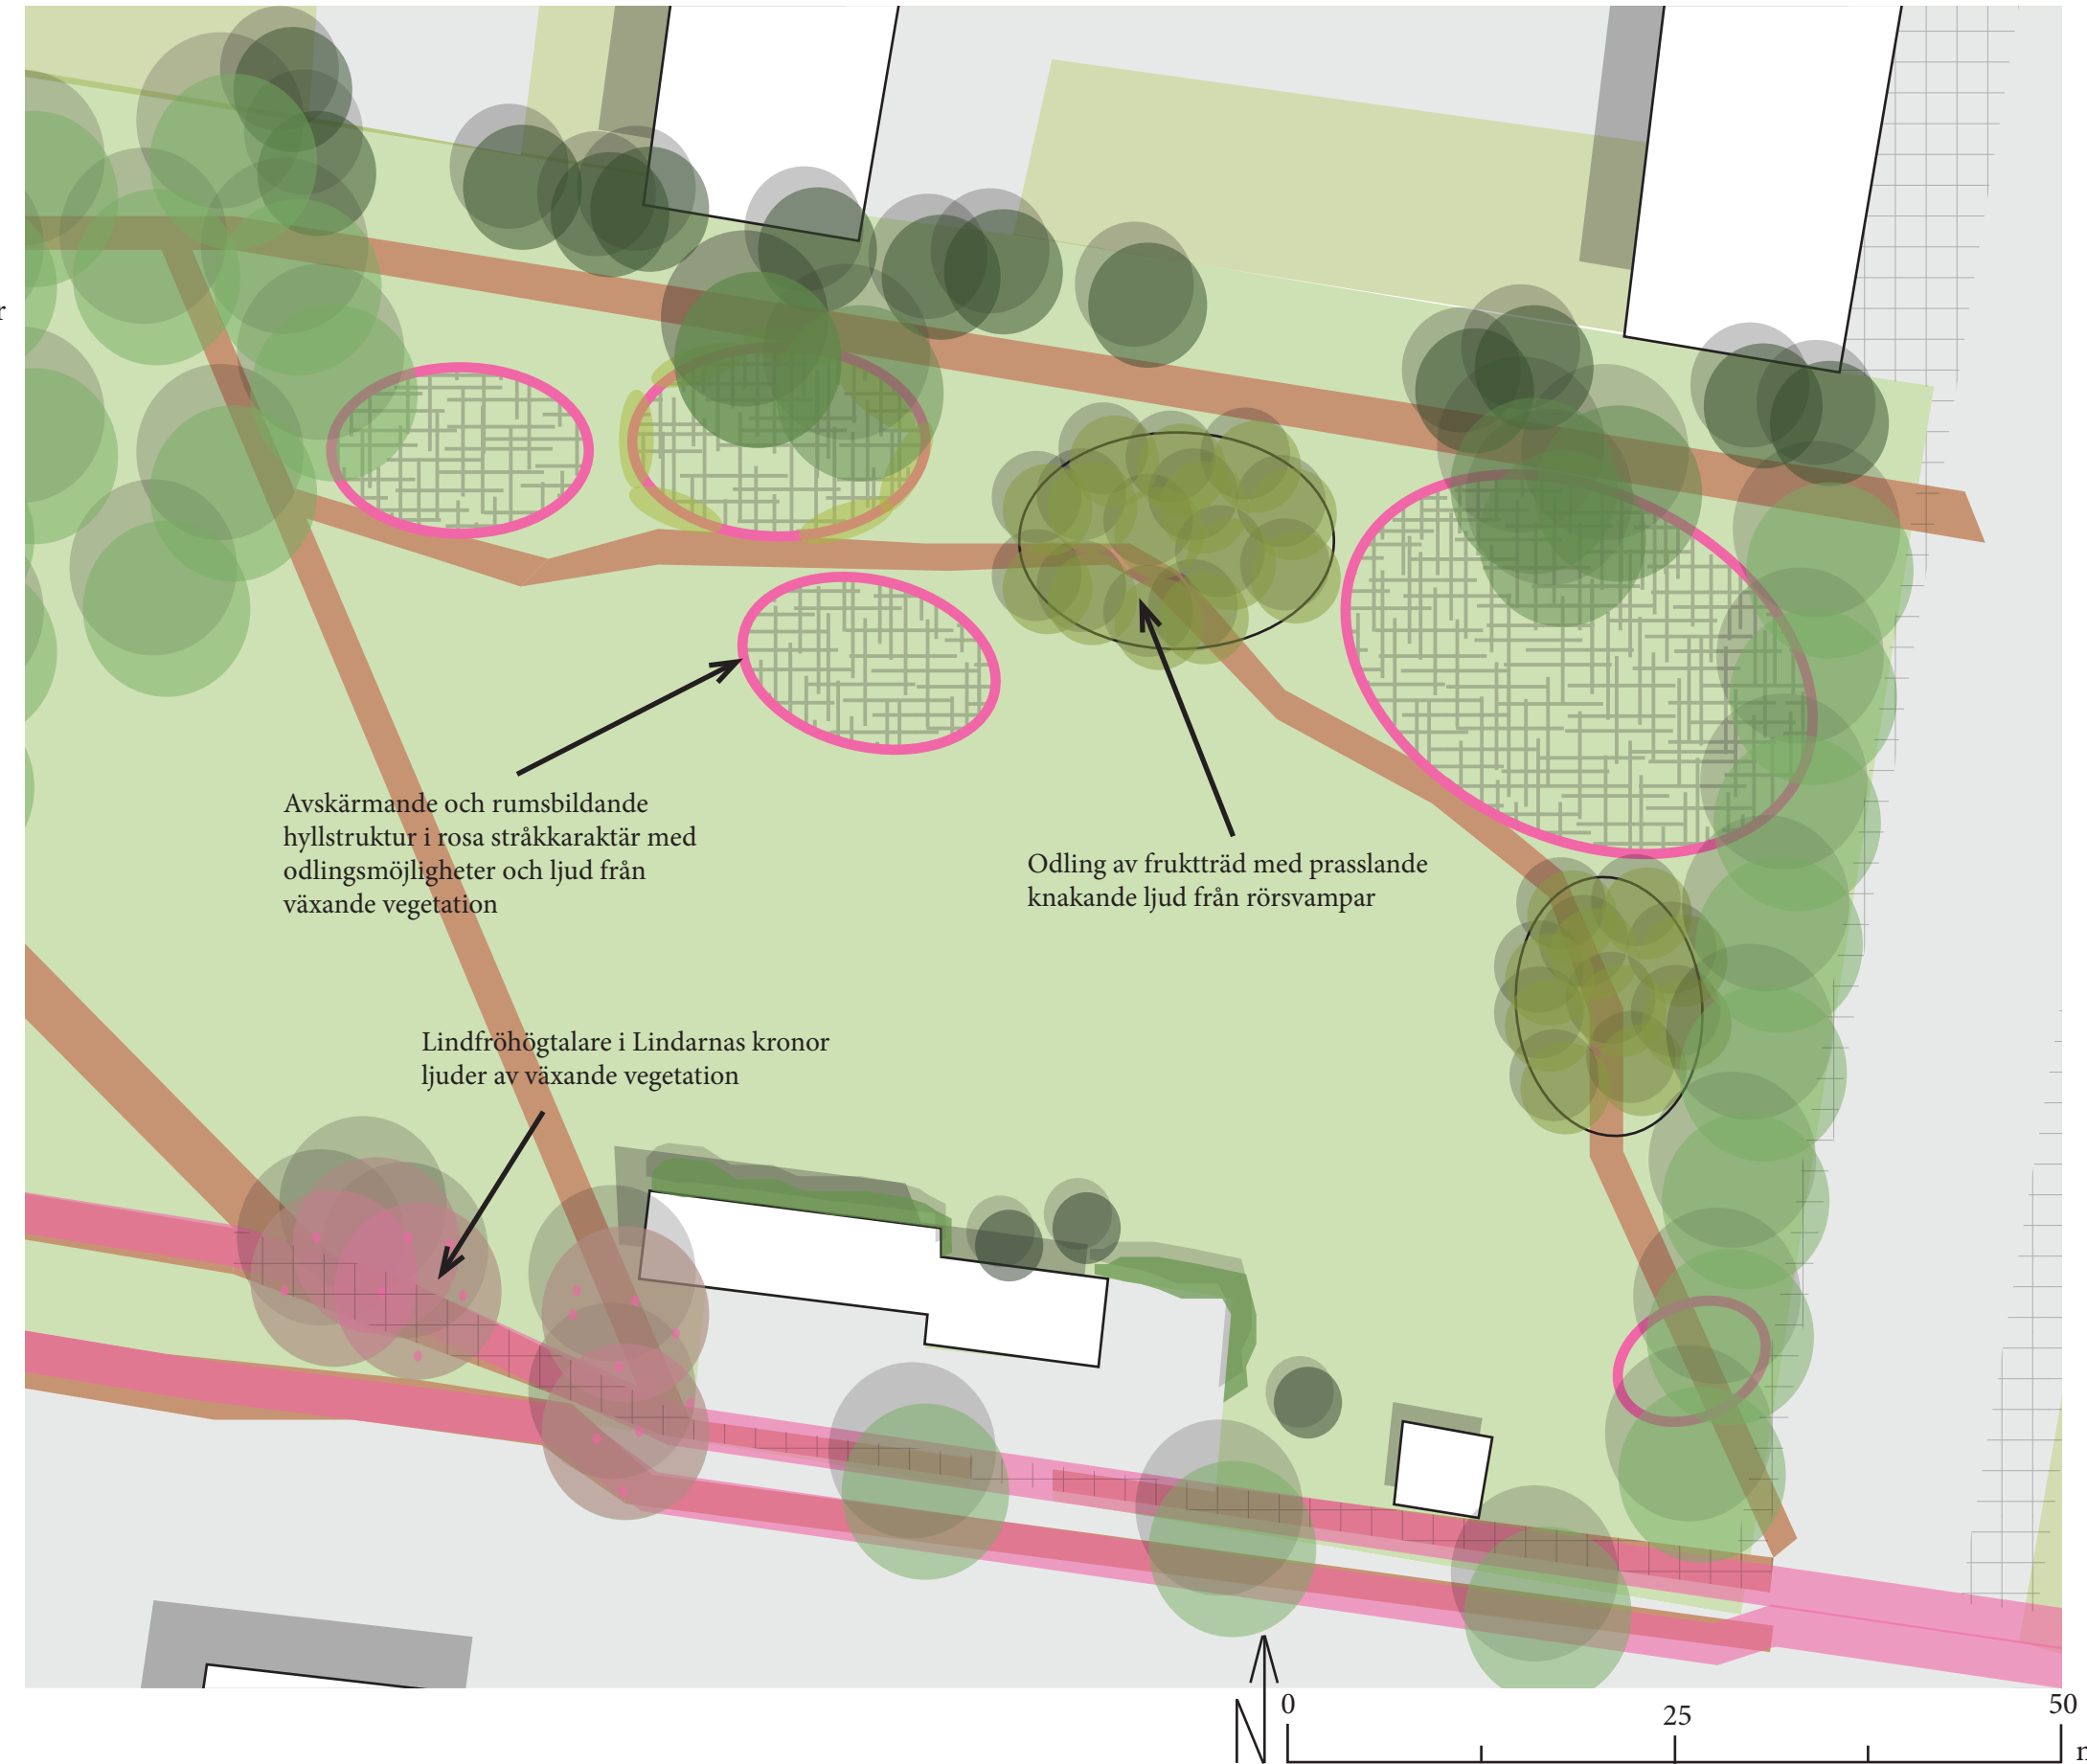 r
Avskärmande och rumsbildande
hyllstruktur i rosa stråkkaraktär med
odlingsmöjligheter och ljud från
växande vegetation
Odling av fruktträd med prasslande
knakande ljud från rörsvampar
Lindfröhögtalare i Lindarnas kronor
ljuder av växande vegetation
N
0
25
50